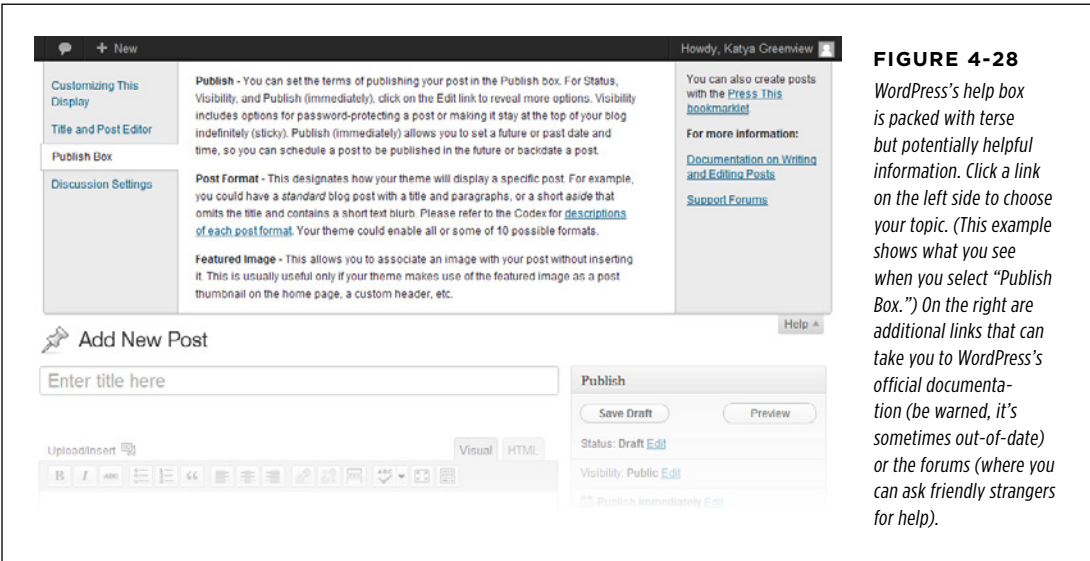 + New
Howdy, Katya Greenview
Customizing This
Display
Title and Post Editor
Publish Box
Discussion Settings
Publish - You can set the terms of publishing your post in the Publish box. For Status,
Visibility, and Publish (immediately), click on the Edit link to reveal more options. Visibility
includes options for password-protecting a post or making it stay at the top of your blog
indefinitely (sticky). Publish (immediately) allows you to set a future or past date and
time, so you can schedule a post to be published in the future or backdate a post.
Post Format - This designates how your theme will display a specific post. For example,
you could have a standard blog post with a title and paragraphs, or a short aside that
omits the title and contains a short text blurb. Please refer to the Codex for descriptions
of each post format. Your theme could enable all or some of 10 possible formats.
Featured Image - This allows you to associate an image with your post without inserting
it. This is usually useful only if your theme makes use of the featured image as a post
thumbnail on the home page, a custom header, etc.
You can also create posts
with the Press This
bookmarklet.
For more information:
Documentation on Writing
and Editing Posts
Support Forums
Help
Add New Post
Enter title here
Upload/Insert
Visual HTML
B I ABC ABC
Publish
Save Draft Preview
Status: Draft Edit
Visibility: Public Edit
Publish immediately Edit
FIGURE 4-28
WordPress's help box
is packed with terse
but potentially helpful
information. Click a link
on the left side to choose
your topic. (This example
shows what you see
when you select “Publish
Box.”) On the right are
additional links that can
take you to WordPress's
official documenta-
tion (be warned, it's
sometimes out-of-date)
or the forums (where you
can ask friendly strangers
for help).